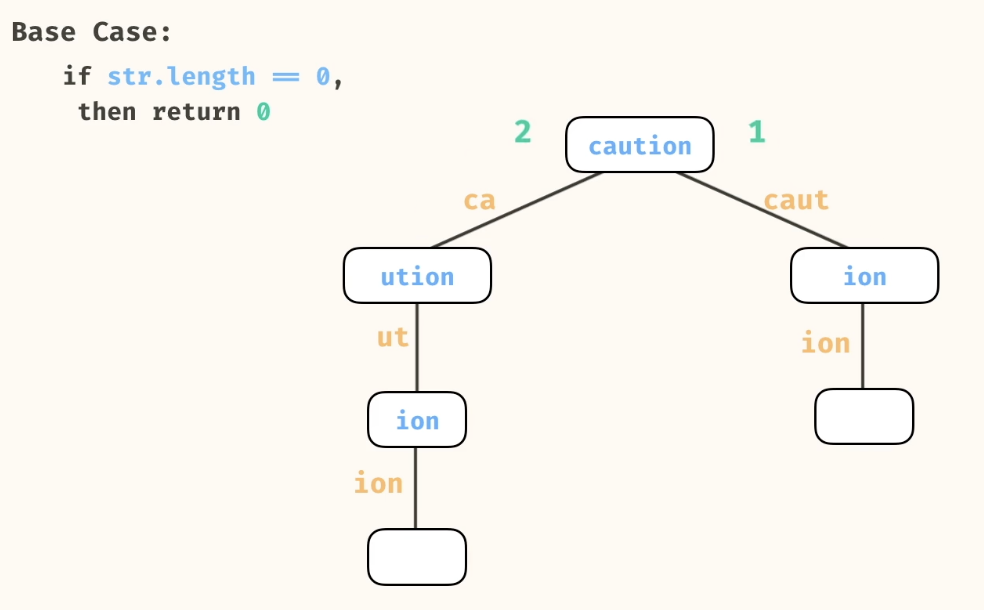 Base Case:
if str.length == 0,
then return 0
2
caution
1
ca
caut
ution
ion
ut
ion
ion
ion